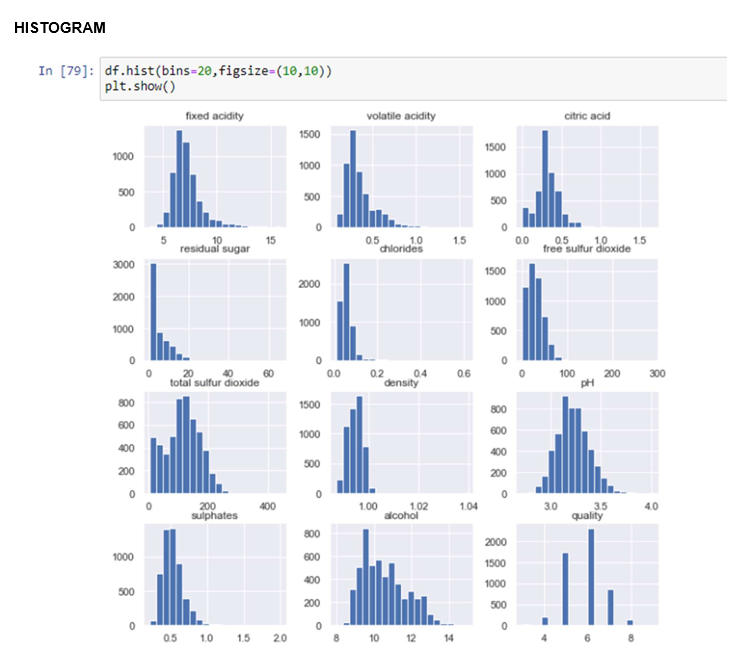 HISTOGRAM
In [79]: df.hist(bins=20,figsize=(10,10))
plt.show()
fixed acidity volatile acidity citric acid
1500
1500
1000
1000
1000
500
500
500
0 0 0
5 10 15 0.5 1.0 1.5 0.0 0.5 1.0 1.5
residual sugar chlorides free sulfur dioxide
3000
1500
2000
2000
1000
1000
1000
500
0 0 0
0 20 40 60 0.0 0.2 0.4 0.6 0 100 200 300
total sulfur dioxide density pH
800
1500
800
600
1000
600
400
400
500
200
200
0 0 0
0 200 400 1.00 1.02 1.04 3.0 3.5 4.0
sulphates alcohol quality
800
2000
1000
600
1500
400
1000
500
200
500
0 0 0
0.5 1.0 1.5 2.0 8 10 12 14 4 6 8